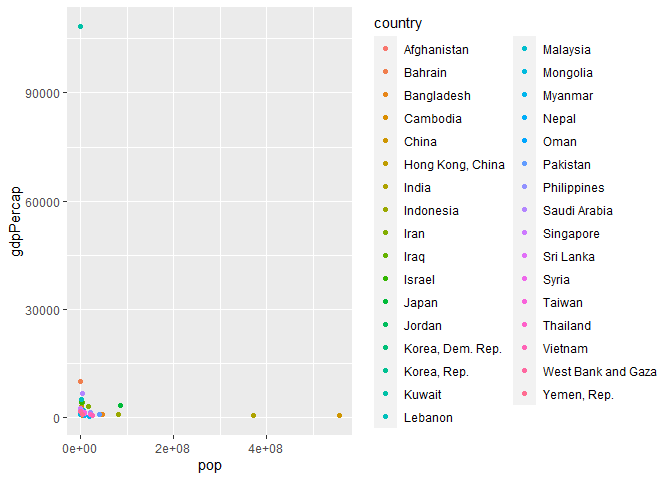 gdpPercap
90000
60000
30000
0
0e+00
2e+08
4e+08
pop
country
Afghanistan
Bahrain
Bangladesh
Cambodia
China
Hong Kong, China
India
Indonesia
Iran
Iraq
Israel
Japan
Jordan
Korea, Dem. Rep.
Korea, Rep.
Kuwait
Lebanon
Malaysia
Mongolia
Myanmar
Nepal
Oman
Pakistan
Philippines
Saudi Arabia
Singapore
Sri Lanka
Syria
Taiwan
Thailand
Vietnam
West Bank and Gaza
Yemen, Rep.